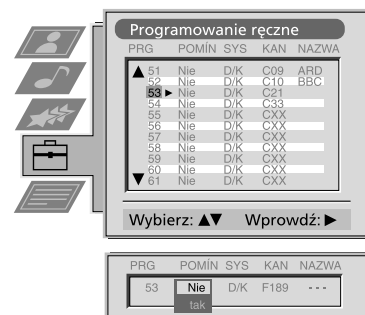 Programowanie ręczne
PRG POMÍN SYS KAN NAZWA
51 Nie D/K C09 ARD
52 Nie D/K C10 BBC
53 Nie D/K C21
54 Nie D/K C33
55 Nie D/K CXX
56 Nie D/K CXX
57 Nie D/K CXX
58 Nie D/K CXX
59 Nie D/K CXX
60 Nie D/K CXX
61 Nie D/K CXX
Wybierz: ▲▼ Wprowdź: ▶
PRG POMÍN SYS KAN NAZWA
53 Nie D/K F189 - - -
tak